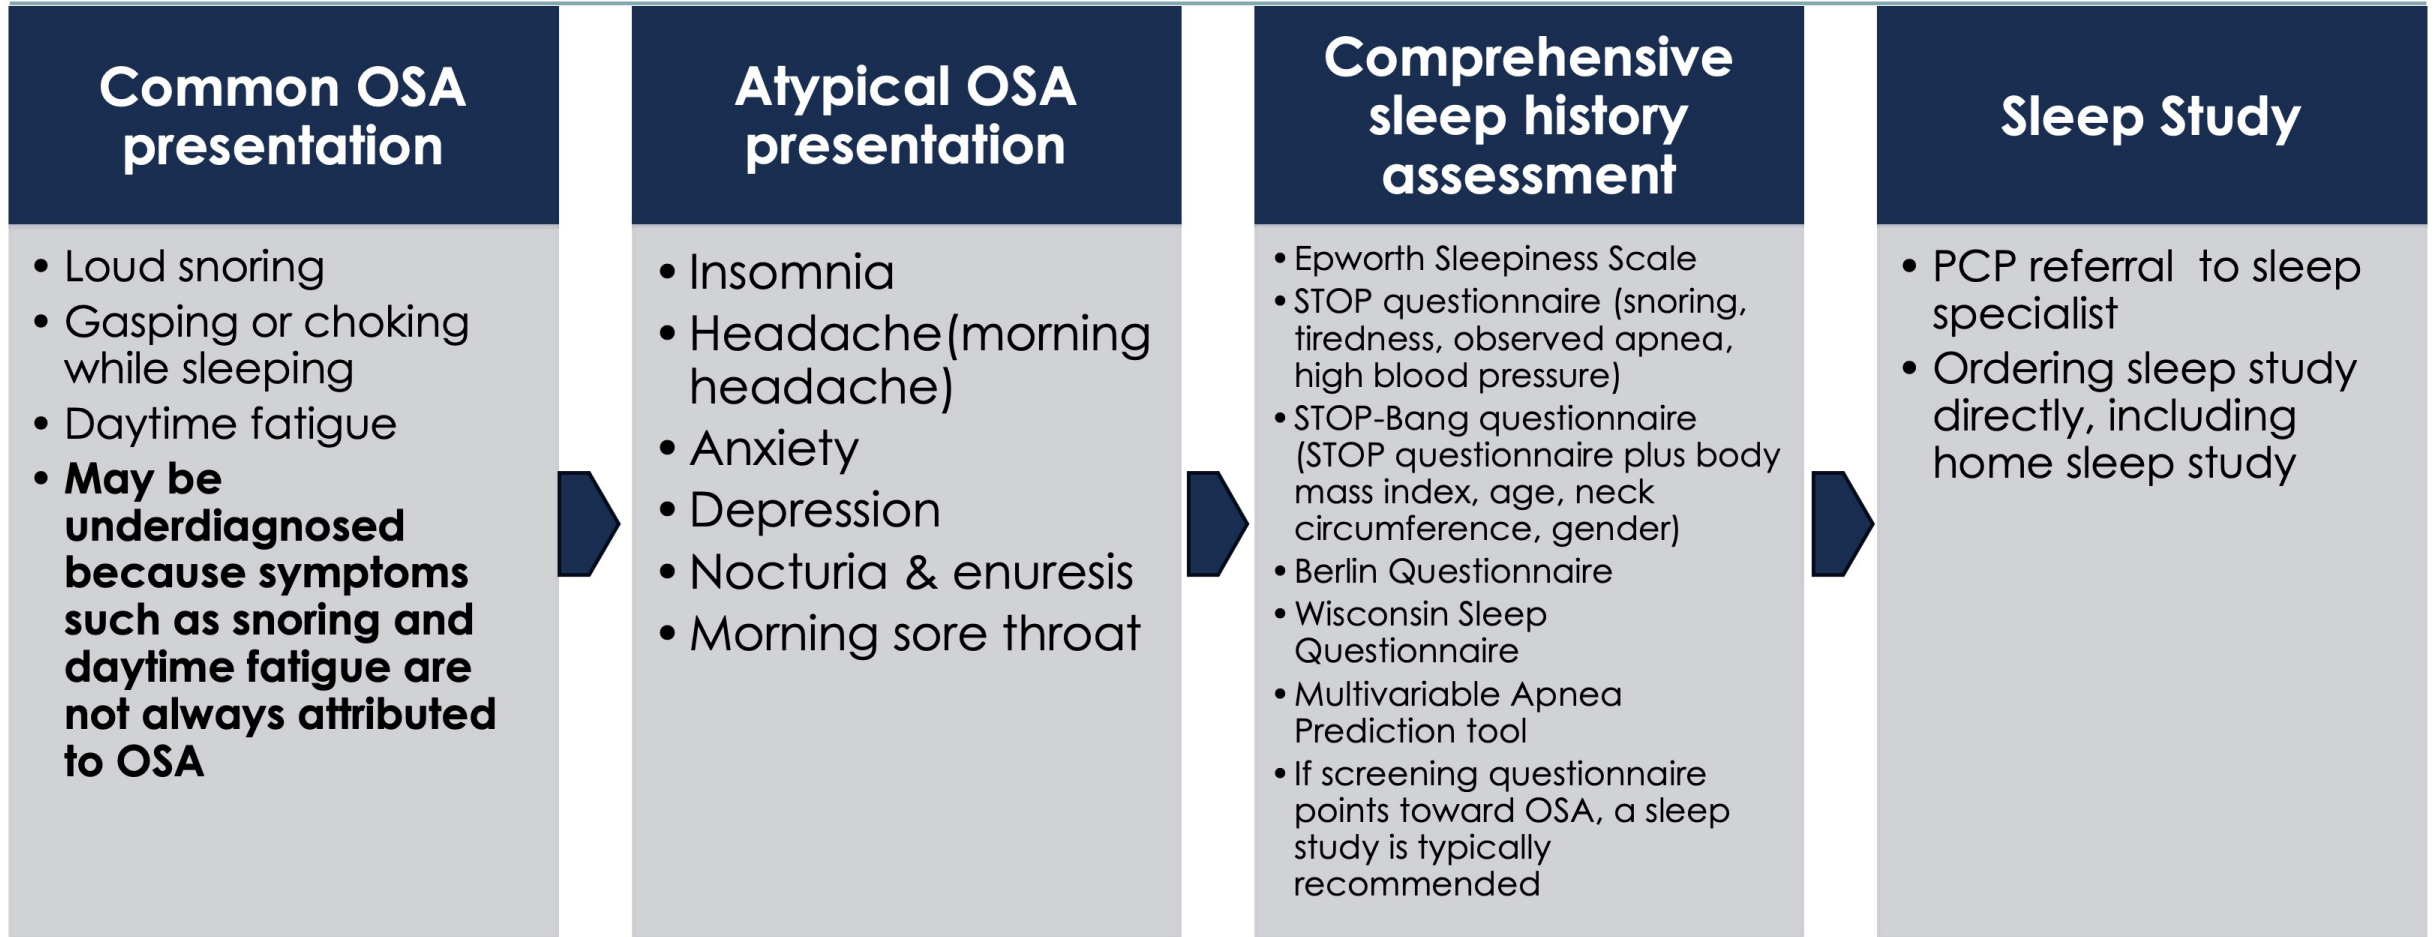 Common OSA
presentation
• Loud snoring
• Gasping or choking
while sleeping
• Daytime fatigue
• May be
underdiagnosed
because symptoms
such as snoring and
daytime fatigue are
not always attributed
to OSA
Atypical OSA
presentation
• Insomnia
• Headache(morning
headache)
• Anxiety
• Depression
• Nocturia & enuresis
• Morning sore throat
Comprehensive
sleep history
assessment
• Epworth Sleepiness Scale
• STOP questionnaire (snoring,
tiredness, observed apnea,
high blood pressure)
• STOP-Bang questionnaire
(STOP questionnaire plus body
mass index, age, neck
circumference, gender)
• Berlin Questionnaire
• Wisconsin Sleep
Questionnaire
• Multivariable Apnea
Prediction tool
• If screening questionnaire
points toward OSA, a sleep
study is typically
recommended
Sleep Study
• PCP referral  to sleep
specialist
• Ordering sleep study
directly, including
home sleep study